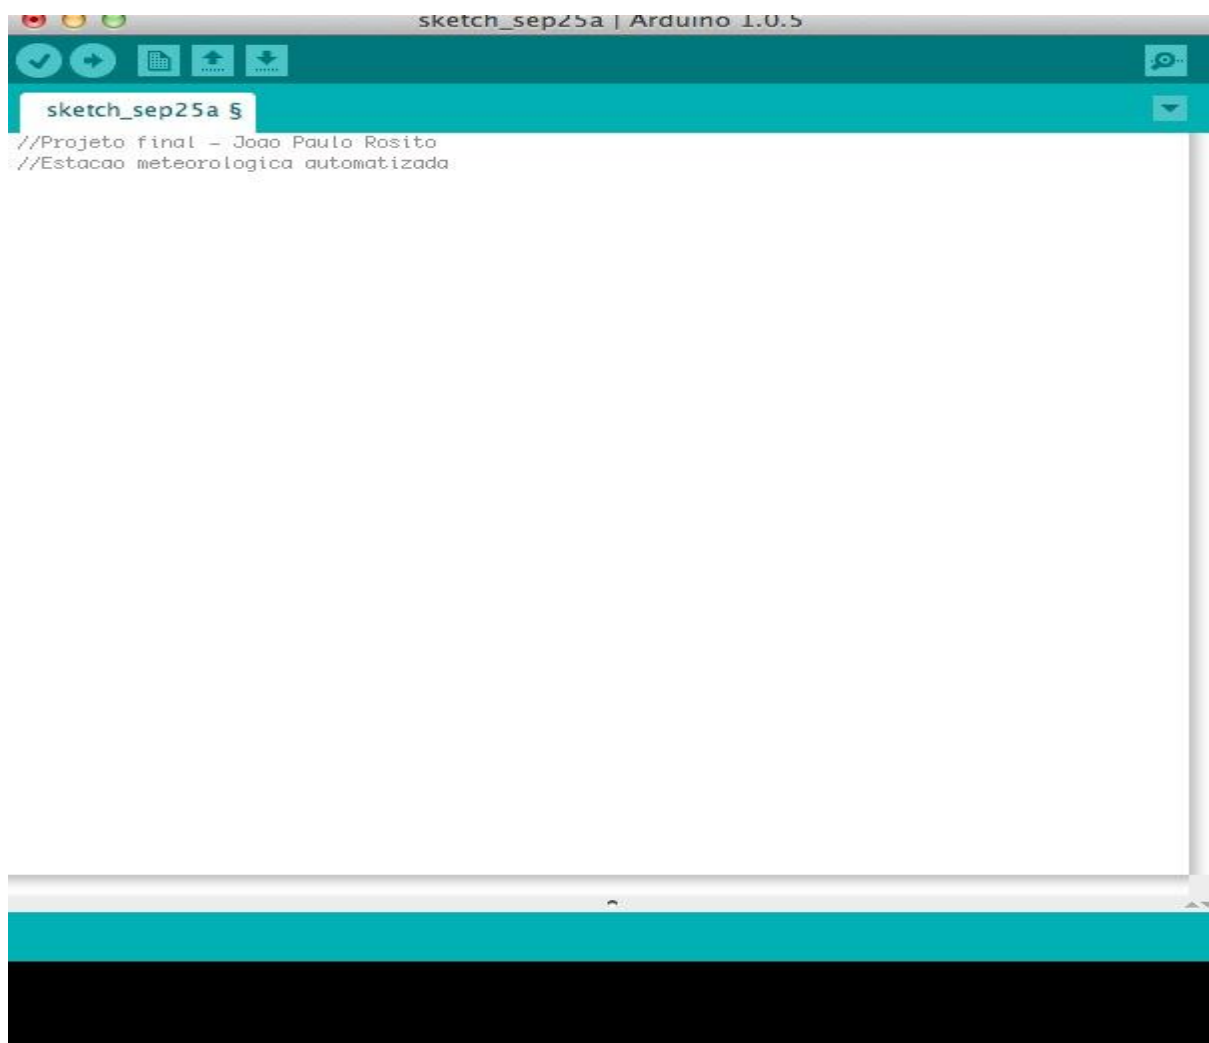 sketch_sep25a | Arduino 1.0.5
sketch_sep25a §
//Projeto final - Joao Paulo Rosito
//Estacao meteorologica automatizada